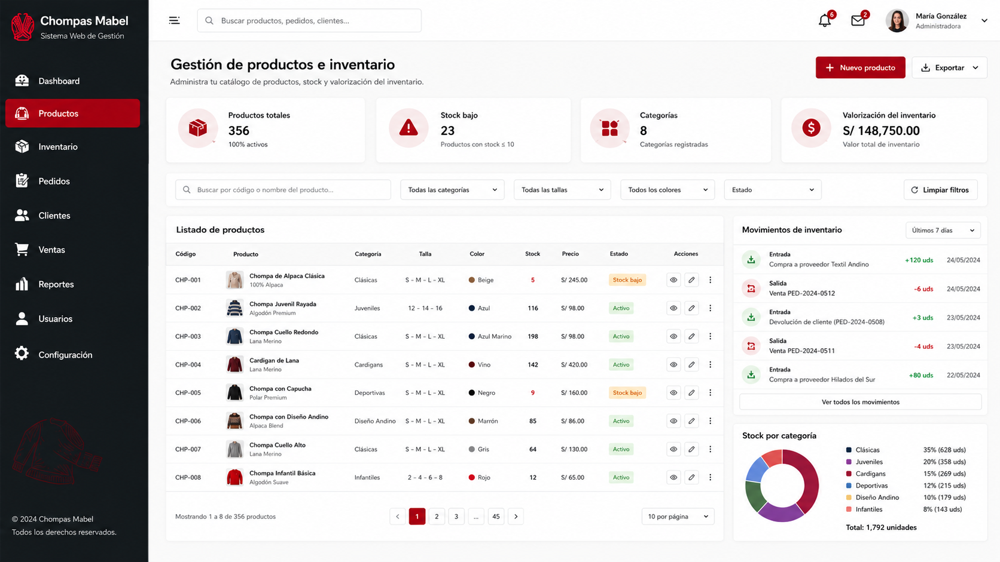 Chompas Mabel
Sistema Web de Gestión
Dashboard
Productos
Inventario
Pedidos
Clientes
Ventas
Reportes
Usuarios
Configuración
© 2024 Chompas Mabel
Todos los derechos reservados.
Buscar productos, pedidos, clientes...
6
2
María González
Administradora
Gestión de productos e inventario
Administra tu catálogo de productos, stock y valorización del inventario.
+ Nuevo producto
Exportar
Productos totales
356
100% activos
Stock bajo
23
Productos con stock ≤ 10
Categorías
8
Categorías registradas
Valorización del inventario
S/ 148,750.00
Valor total de inventario
Buscar por código o nombre del producto...
Todas las categorías
Todas las tallas
Todos los colores
Estado
Limpiar filtros
Listado de productos
Código Producto Categoría Talla Color Stock Precio Estado Acciones
CHP-001 Chompa de Alpaca Clásica Clásicas S - M - L - XL Beige 5 S/ 245.00 Stock bajo
100% Alpaca
CHP-002 Chompa Juvenil Rayada Juveniles 12 - 14 - 16 Azul 116 S/ 98.00 Activo
Algodón Premium
CHP-003 Chompa Cuello Redondo Clásicas S - M - L - XL Azul Marino 198 S/ 98.00 Activo
Lana Merino
CHP-004 Cardigan de Lana Cardigans S - M - L - XL Vino 142 S/ 420.00 Activo
Lana Merino
CHP-005 Chompa con Capucha Deportivas S - M - L - XL Negro 9 S/ 160.00 Stock bajo
Polar Premium
CHP-006 Chompa con Diseño Andino Diseño Andino S - M - L - XL Marrón 85 S/ 86.00 Activo
Alpaca Blend
CHP-007 Chompa Cuello Alto Clásicas S - M - L - XL Gris 64 S/ 130.00 Activo
Lana Merino
CHP-008 Chompa Infantil Básica Infantiles 2 - 4 - 6 - 8 Rojo 12 S/ 65.00 Activo
Algodón Suave
Mostrando 1 a 8 de 356 productos
< 1 2 3 ... 45 >
10 por página
Movimientos de inventario
Últimos 7 días
Entrada
Compra a proveedor Textil Andino +120 uds 24/05/2024
Salida
Venta PED-2024-0512 -6 uds 24/05/2024
Entrada
Devolución de cliente (PED-2024-0508) +3 uds 23/05/2024
Salida
Venta PED-2024-0511 -4 uds 23/05/2024
Entrada
Compra a proveedor Hilados del Sur +80 uds 22/05/2024
Ver todos los movimientos
Stock por categoría
Clásicas 35% (628 uds)
Juveniles 20% (358 uds)
Cardigans 15% (269 uds)
Deportivas 12% (215 uds)
Diseño Andino 10% (179 uds)
Infantiles 8% (143 uds)
Total: 1,792 unidades